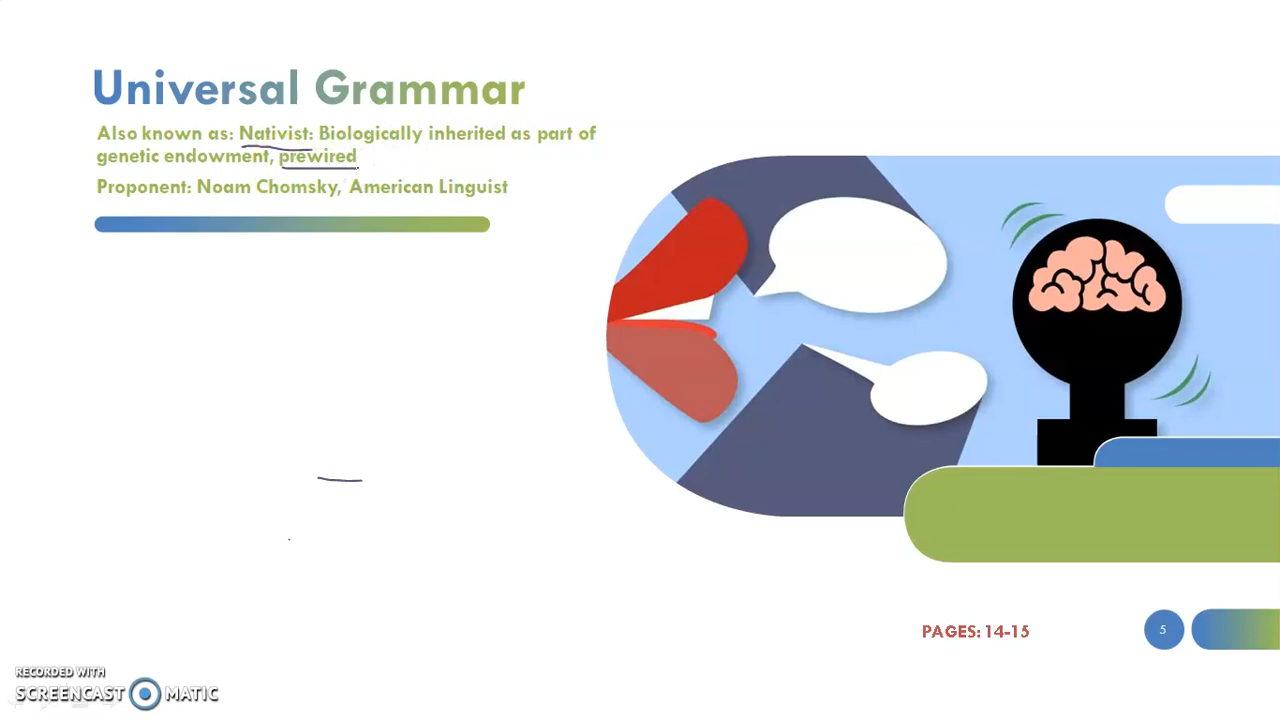 Universal Grammar
Also known as: Nativist: Biologically inherited as part of
genetic endowment, prewired
Proponent: Noam Chomsky, American Linguist
PAGES: 14-15
5
RECORDED WITH
SCREENCAST MATIC